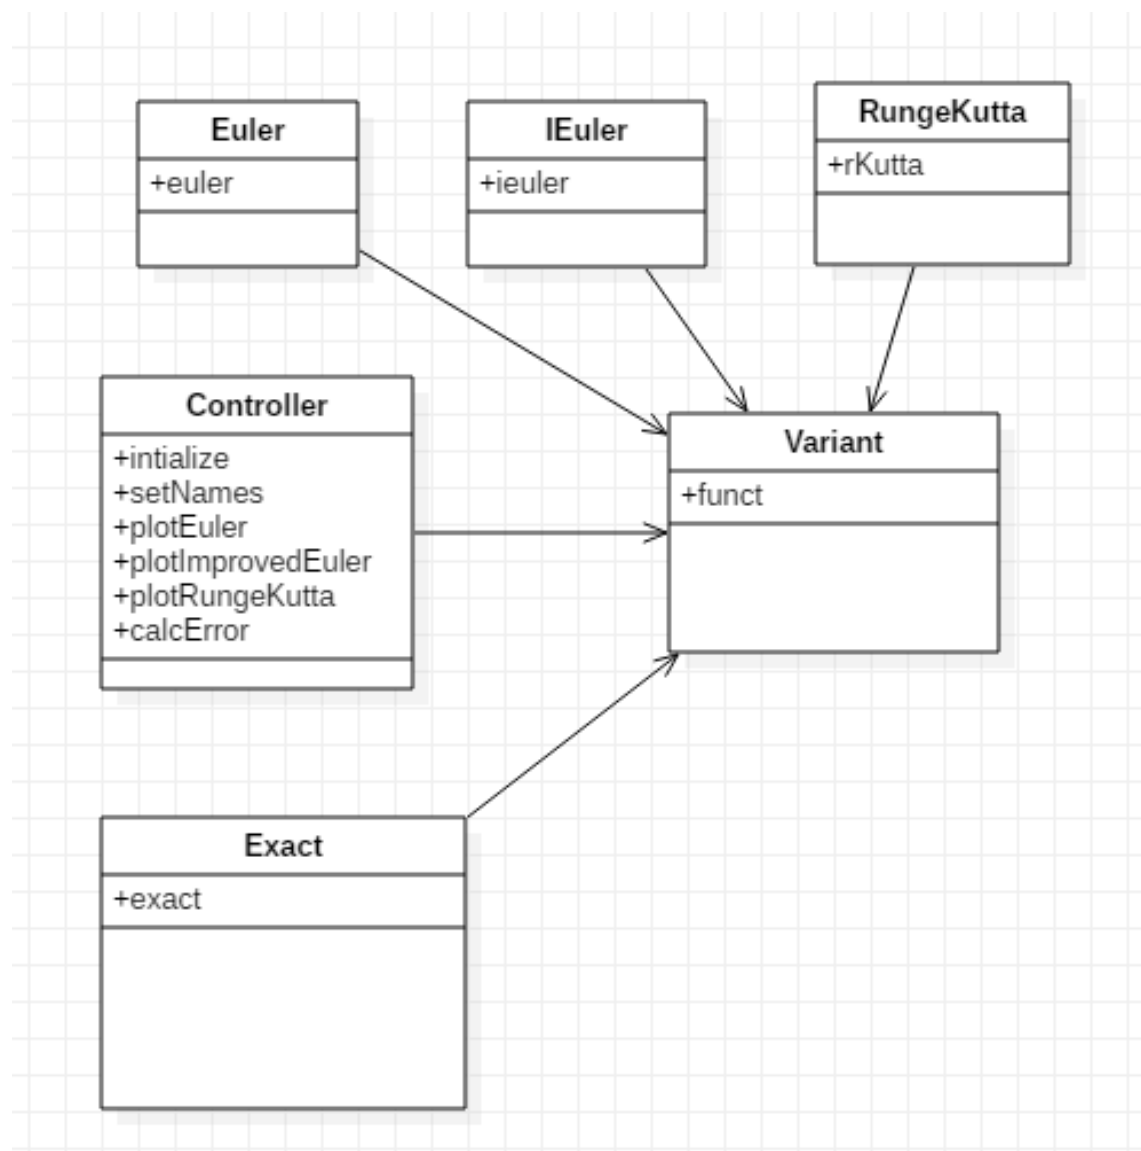 Euler
+euler
IEuler
+ieuler
RungeKutta
+rKutta
Controller
+intialize
+setNames
+plotEuler
+plotImprovedEuler
+plotRungeKutta
+calcError
Variant
+funct
Exact
+exact